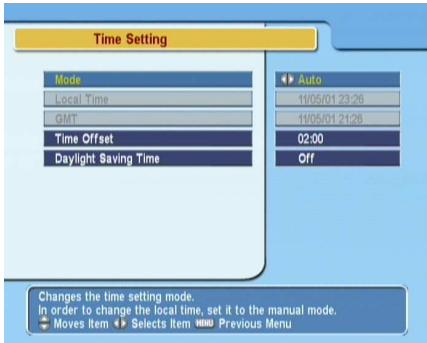 Time Setting
Mode Auto
Local Time 11/05/01 23:26
GMT 11/05/01 21:26
Time Offset 02:00
Daylight Saving Time Off
Changes the time setting mode.
In order to change the local time, set it to the manual mode.
Moves Item Selects Item MENU Previous Menu